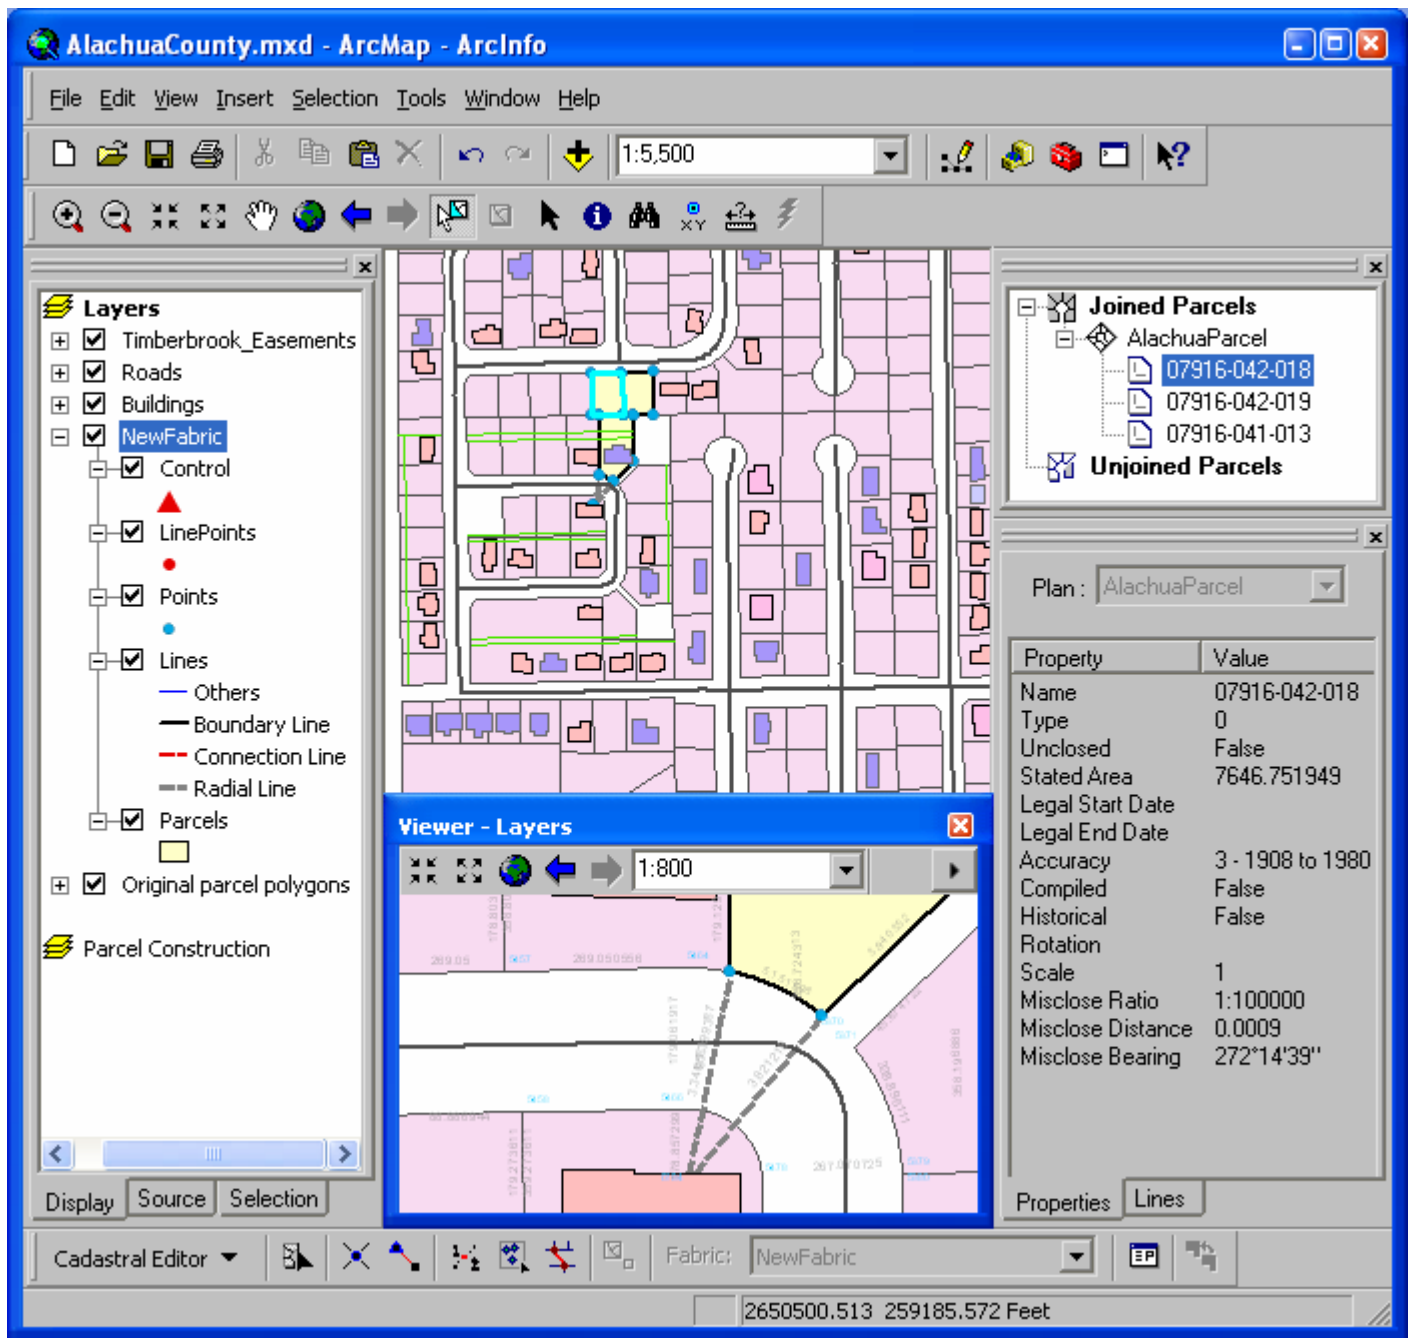 AlachuaCounty.mxd - ArcMap - ArcInfo
File Edit View Insert Selection Tools Window Help
1:5,500
Layers
Timberbrook_Easements
Roads
Buildings
NewFabric
Control
LinePoints
Points
Lines
Others
Boundary Line
Connection Line
Radial Line
Parcels
Original parcel polygons
Parcel Construction
Display Source Selection
Viewer - Layers
1:800
269.05
269.050556
267.070725
Joined Parcels
AlachuaParcel
07916-042-018
07916-042-019
07916-041-013
Unjoined Parcels
Plan : AlachuaParcel
Property Value
Name 07916-042-018
Type 0
Unclosed False
Stated Area 7646.751949
Legal Start Date
Legal End Date
Accuracy 3 - 1908 to 1980
Compiled False
Historical False
Rotation
Scale 1
Misclose Ratio 1:100000
Misclose Distance 0.0009
Misclose Bearing 272°14'39''
Properties Lines
Cadastral Editor Fabric: NewFabric
2650500.513 259185.572 Feet